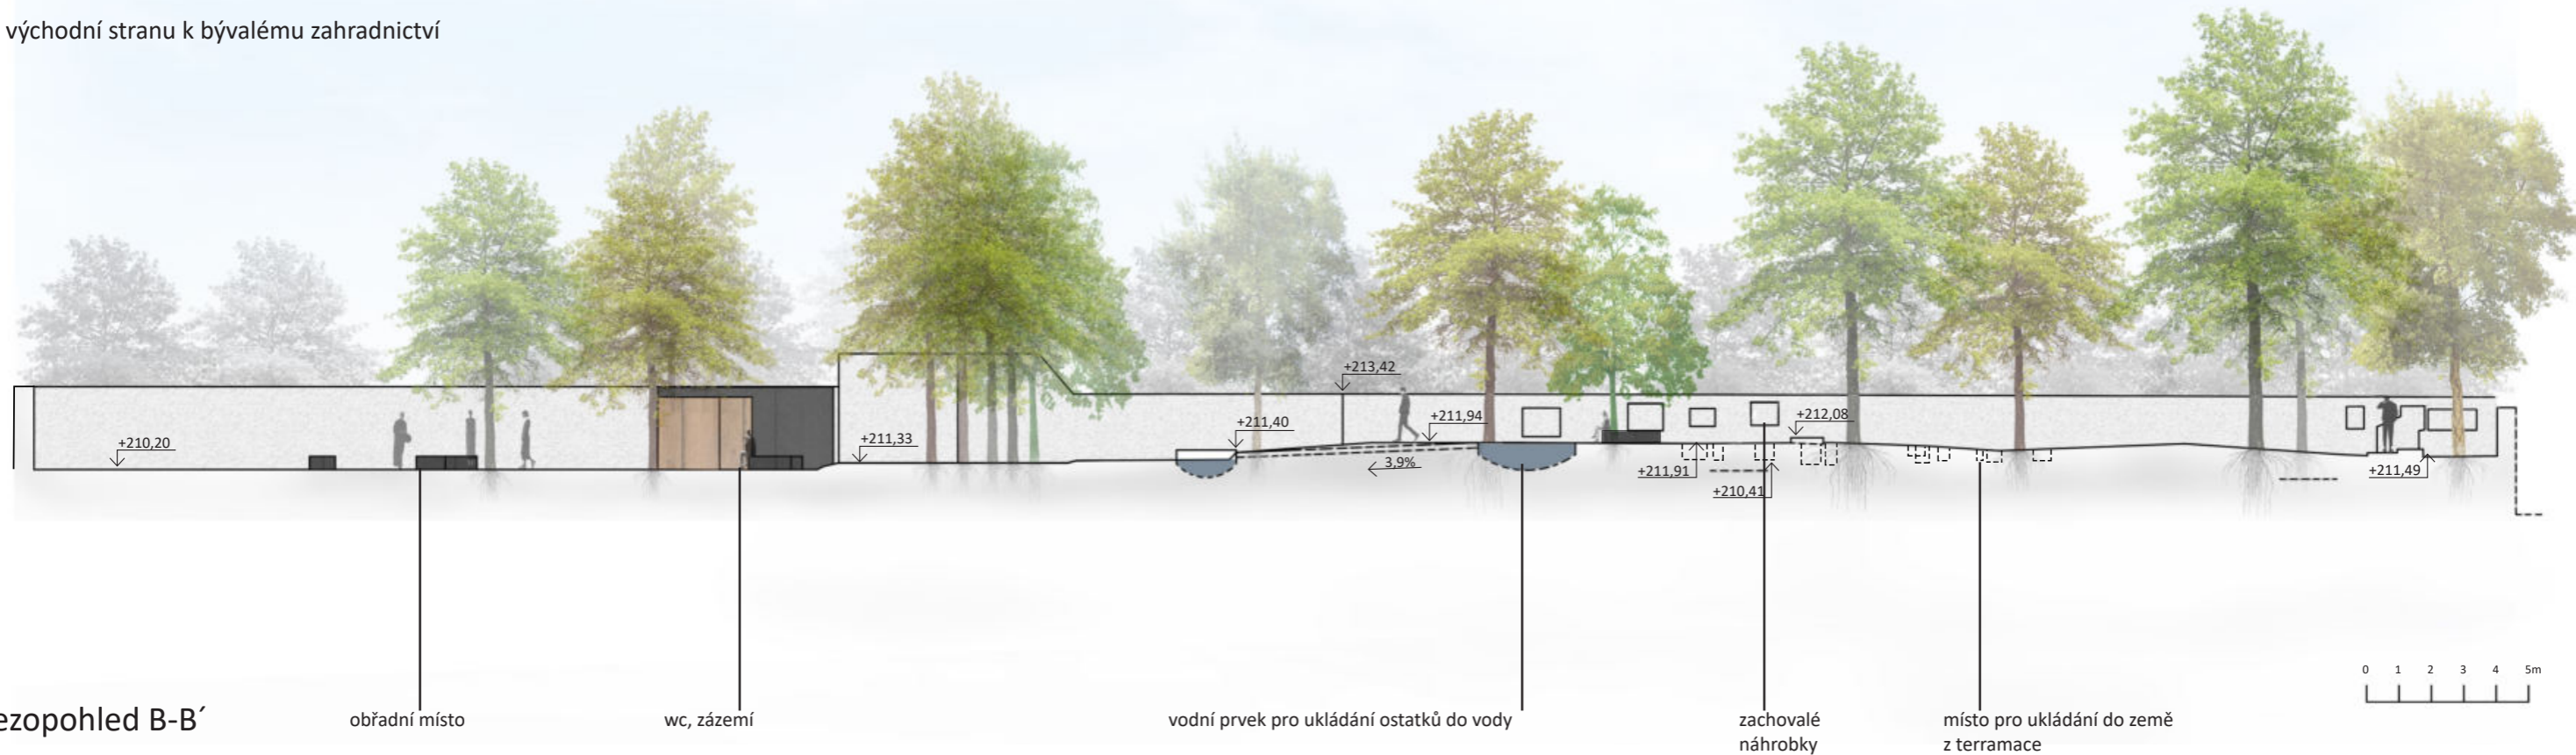 východní stranu k bývalému zahradnictví
+213,42
+210,20
+211,33
+211,40
+211,94
+212,08
3,9%
+211,91
+210,41
+211,49
0 1 2 3 4 5m
ezopohled B-B´
obřadní místo
wc, zázemí
vodní prvek pro ukládání ostatků do vody
zachovalé
náhrobky
místo pro ukládání do země
z terramace